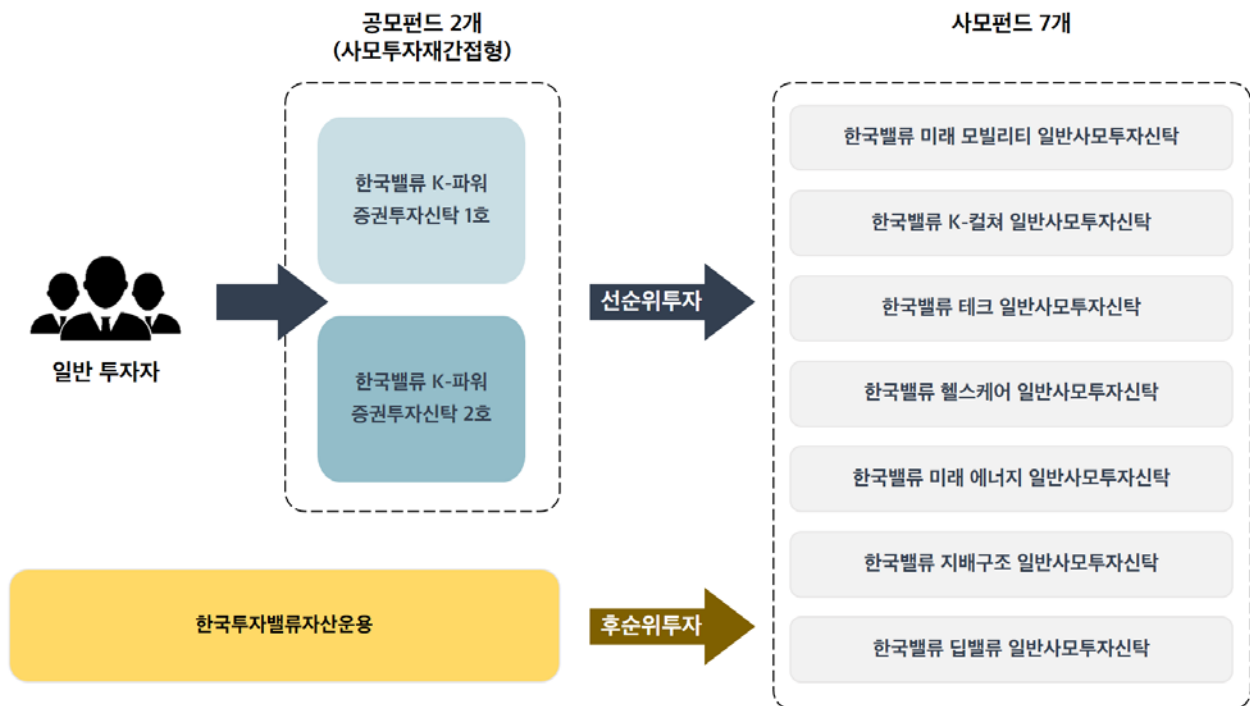 공모펀드 2개
(사모투자재간접형)
사모펀드 7개
한국밸류 K-파워
증권투자신탁 1호
한국밸류 K-파워
증권투자신탁 2호
일반 투자자
선순위투자
한국밸류 미래 모빌리티 일반사모투자신탁
한국밸류 K-컬쳐 일반사모투자신탁
한국밸류 테크 일반사모투자신탁
한국밸류 헬스케어 일반사모투자신탁
한국밸류 미래 에너지 일반사모투자신탁
한국밸류 지배구조 일반사모투자신탁
한국밸류 딥밸류 일반사모투자신탁
한국투자밸류자산운용
후순위투자